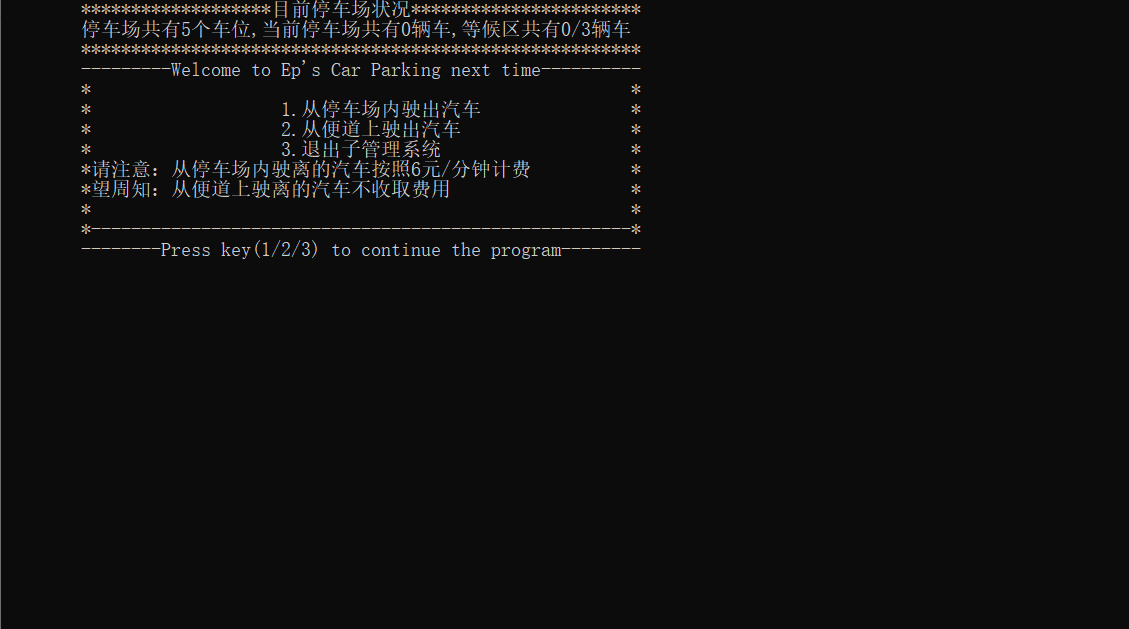 *******************目前停车场状况***********************
停车场共有5个车位,当前停车场共有0辆车,等候区共有0/3辆车
********************************************************
---------Welcome to Ep's Car Parking next time----------
*                                                      *
*                   1.从停车场内驶出汽车               *
*                   2.从便道上驶出汽车                 *
*                   3.退出子管理系统                   *
*请注意：从停车场内驶离的汽车按照6元/分钟计费          *
*望周知：从便道上驶离的汽车不收取费用                  *
*                                                      *
*------------------------------------------------------*
--------Press key(1/2/3) to continue the program--------